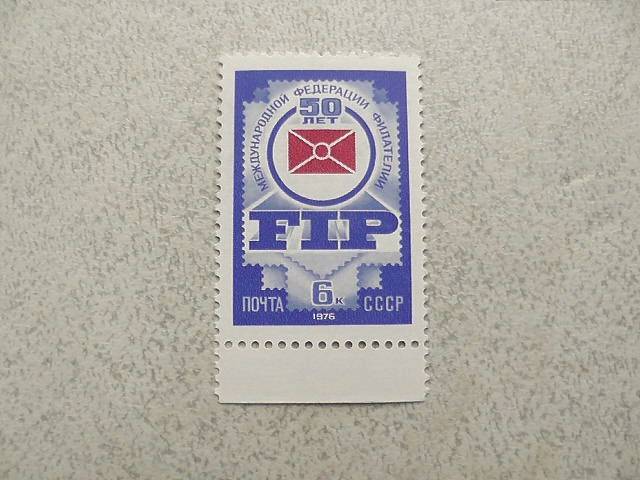 МЕЖДУНАРОДНОЙ ФЕДЕРАЦИИ ФИЛАТЕЛИИ
50
ЛЕТ
FIP
ПОЧТА 6к СССР
1976